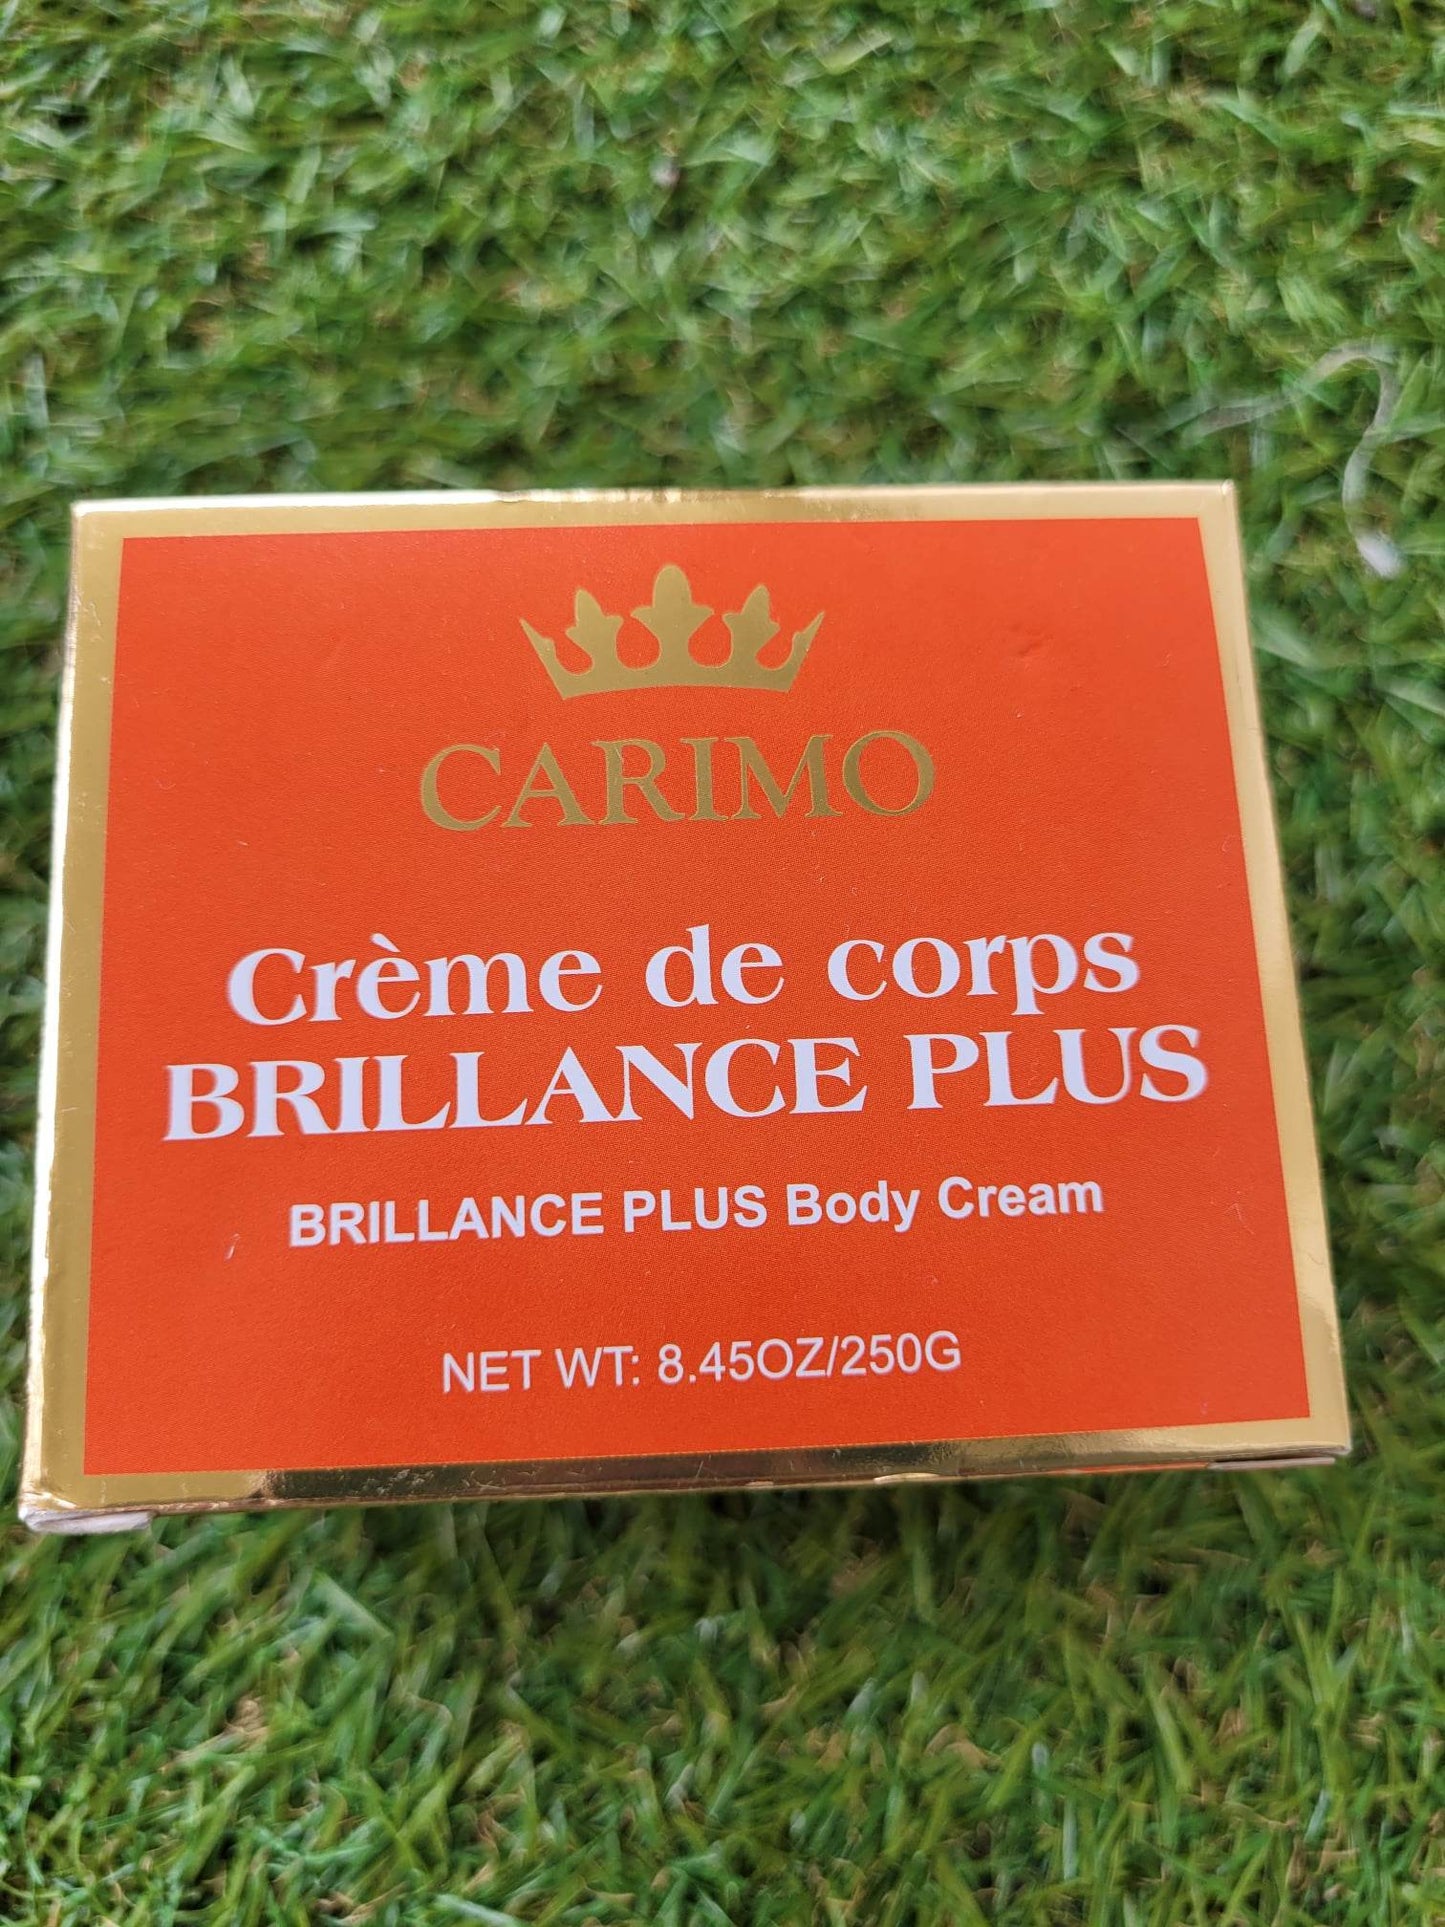 CARIMO
Crème de corps
BRILLANCE PLUS
BRILLANCE PLUS Body Cream
NET WT: 8.45OZ/250G